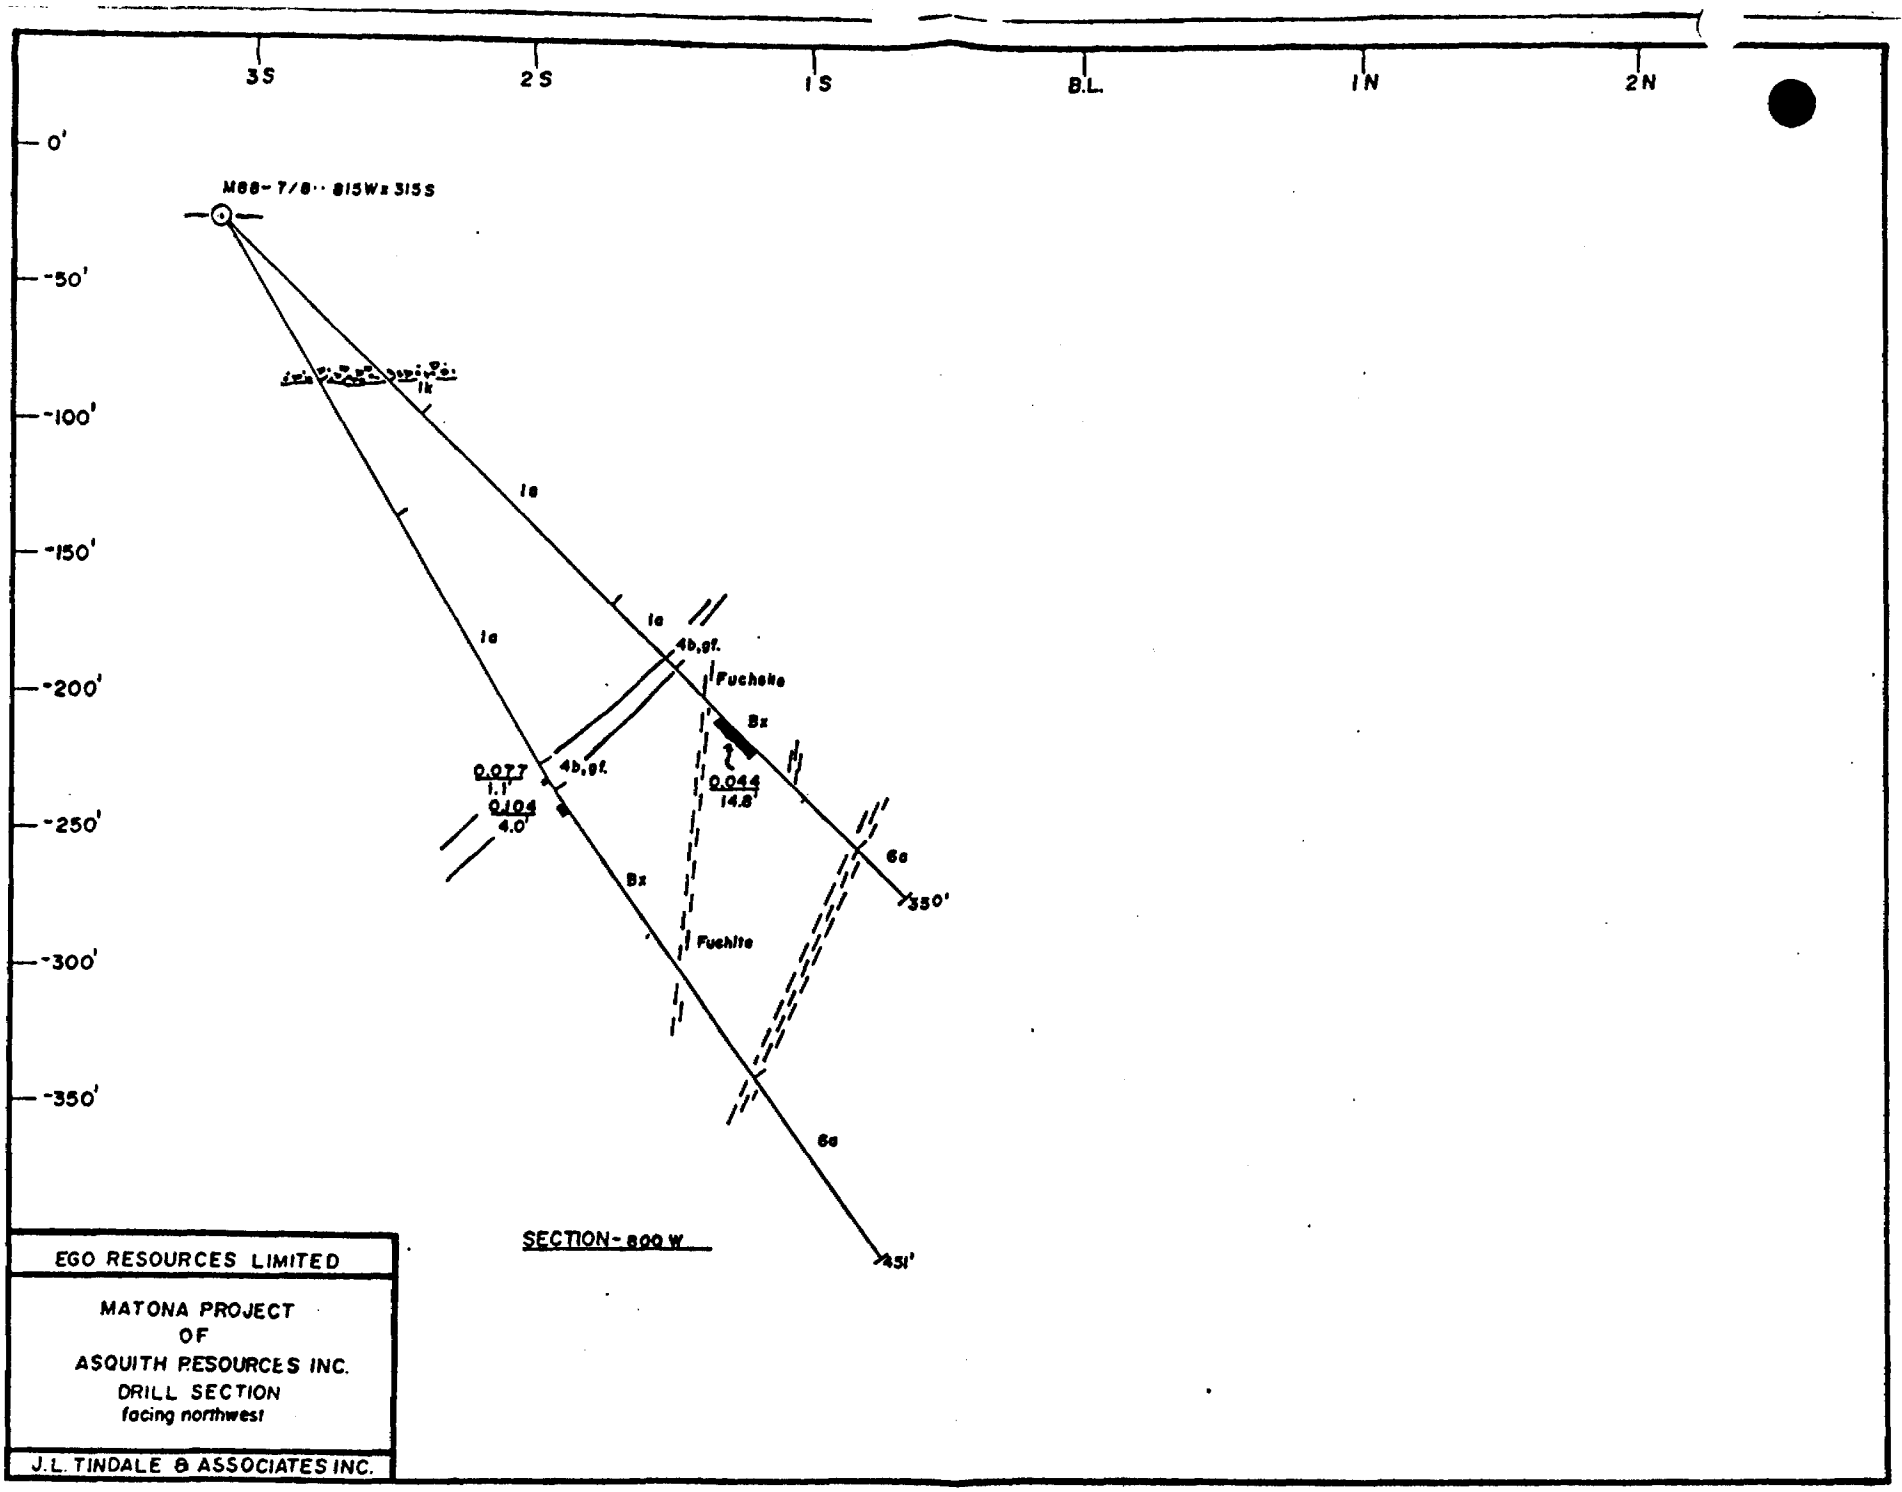 3S 2S 1S B.L. 1N 2N
0'
M88-7/8·· 815W x 315S
-50'
1k
-100'
1a
-150'
1a
1a
4b,gf.
Fuchsite
-200'
Bx
4b,gf.
0.077
1.1'
0.044
14.8'
0.104
4.0'
-250'
6a
Bx
350'
Fuchite
-300'
-350'
6a
SECTION-800 W
451'
EGO RESOURCES LIMITED
MATONA PROJECT
OF
ASQUITH RESOURCES INC.
DRILL SECTION
facing northwest
J.L. TINDALE & ASSOCIATES INC.